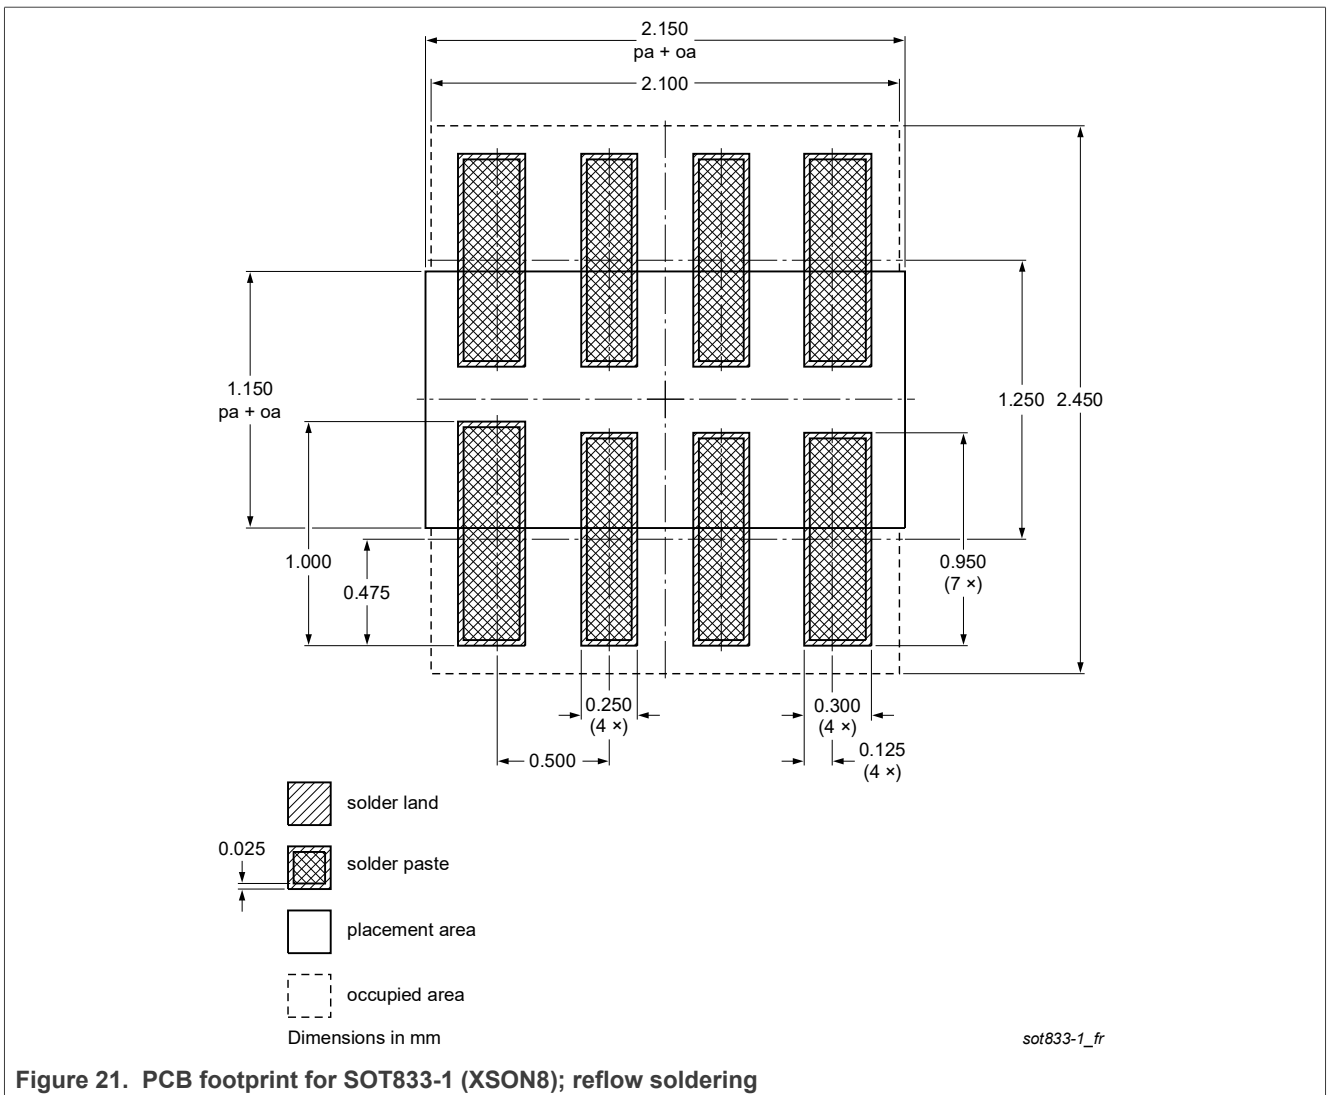 2.150
pa + oa
2.100
1.150
pa + oa
1.250 2.450
1.000
0.475
0.950
(7 ×)
0.250
(4 ×)
0.300
(4 ×)
0.500
0.125
(4 ×)
solder land
0.025
solder paste
placement area
occupied area
Dimensions in mm
sot833-1_fr
Figure 21. PCB footprint for SOT833-1 (XSON8); reflow soldering